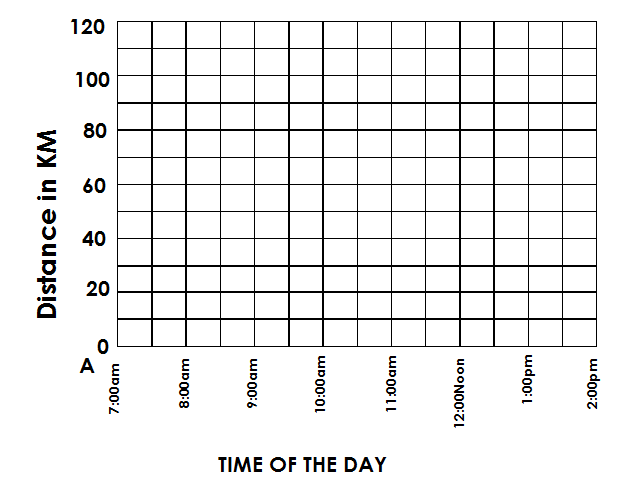 120
100
80
60
40
20
0
Distance in KM
A
7:00am
8:00am
9:00am
10:00am
11:00am
12:00Noon
1:00pm
2:00pm
TIME OF THE DAY